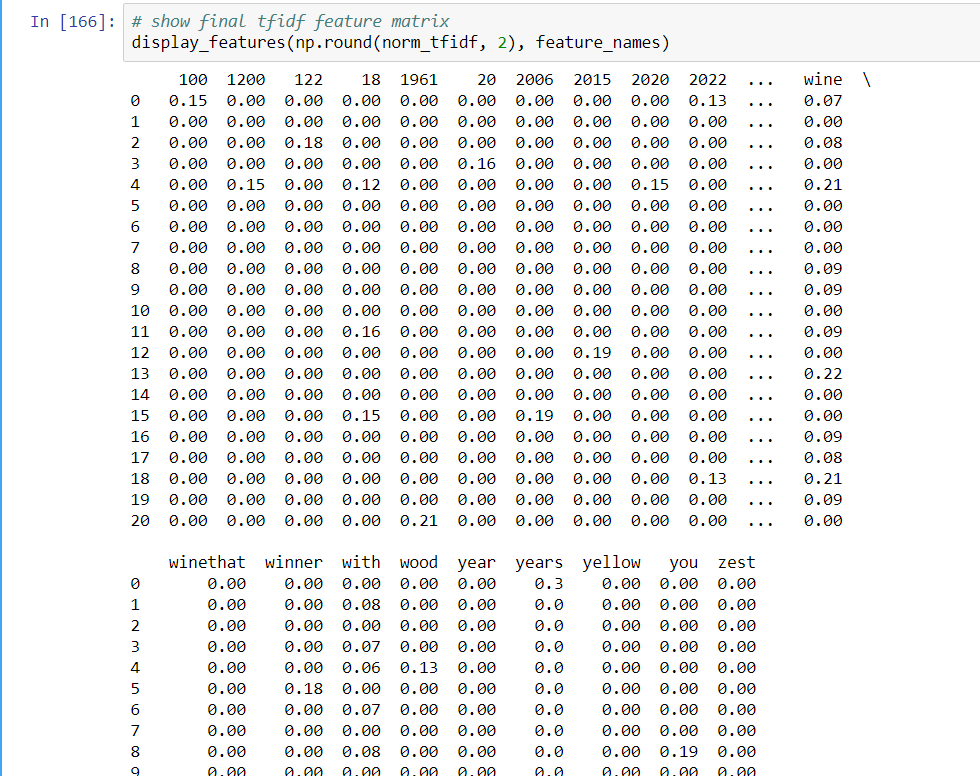 In [166]: # show final tfidf feature matrix
display_features(np.round(norm_tfidf, 2), feature_names)
100 1200 122 18 1961 20 2006 2015 2020 2022 ... wine \
0 0.15 0.00 0.00 0.00 0.00 0.00 0.00 0.00 0.00 0.13 ... 0.07
1 0.00 0.00 0.00 0.00 0.00 0.00 0.00 0.00 0.00 0.00 ... 0.00
2 0.00 0.00 0.18 0.00 0.00 0.00 0.00 0.00 0.00 0.00 ... 0.08
3 0.00 0.00 0.00 0.00 0.00 0.16 0.00 0.00 0.00 0.00 ... 0.00
4 0.00 0.15 0.00 0.12 0.00 0.00 0.00 0.00 0.15 0.00 ... 0.21
5 0.00 0.00 0.00 0.00 0.00 0.00 0.00 0.00 0.00 0.00 ... 0.00
6 0.00 0.00 0.00 0.00 0.00 0.00 0.00 0.00 0.00 0.00 ... 0.00
7 0.00 0.00 0.00 0.00 0.00 0.00 0.00 0.00 0.00 0.00 ... 0.00
8 0.00 0.00 0.00 0.00 0.00 0.00 0.00 0.00 0.00 0.00 ... 0.09
9 0.00 0.00 0.00 0.00 0.00 0.00 0.00 0.00 0.00 0.00 ... 0.09
10 0.00 0.00 0.00 0.00 0.00 0.00 0.00 0.00 0.00 0.00 ... 0.00
11 0.00 0.00 0.00 0.16 0.00 0.00 0.00 0.00 0.00 0.00 ... 0.09
12 0.00 0.00 0.00 0.00 0.00 0.00 0.00 0.19 0.00 0.00 ... 0.00
13 0.00 0.00 0.00 0.00 0.00 0.00 0.00 0.00 0.00 0.00 ... 0.22
14 0.00 0.00 0.00 0.00 0.00 0.00 0.00 0.00 0.00 0.00 ... 0.00
15 0.00 0.00 0.00 0.15 0.00 0.00 0.19 0.00 0.00 0.00 ... 0.00
16 0.00 0.00 0.00 0.00 0.00 0.00 0.00 0.00 0.00 0.00 ... 0.09
17 0.00 0.00 0.00 0.00 0.00 0.00 0.00 0.00 0.00 0.00 ... 0.08
18 0.00 0.00 0.00 0.00 0.00 0.00 0.00 0.00 0.00 0.13 ... 0.21
19 0.00 0.00 0.00 0.00 0.00 0.00 0.00 0.00 0.00 0.00 ... 0.09
20 0.00 0.00 0.00 0.00 0.21 0.00 0.00 0.00 0.00 0.00 ... 0.00
winethat winner with wood year years yellow you zest
0 0.00 0.00 0.00 0.00 0.00 0.3 0.00 0.00 0.00
1 0.00 0.00 0.08 0.00 0.00 0.0 0.00 0.00 0.00
2 0.00 0.00 0.00 0.00 0.00 0.0 0.00 0.00 0.00
3 0.00 0.00 0.07 0.00 0.00 0.0 0.00 0.00 0.00
4 0.00 0.00 0.06 0.13 0.00 0.0 0.00 0.00 0.00
5 0.00 0.18 0.00 0.00 0.00 0.0 0.00 0.00 0.00
6 0.00 0.00 0.07 0.00 0.00 0.0 0.00 0.00 0.00
7 0.00 0.00 0.00 0.00 0.00 0.0 0.00 0.00 0.00
8 0.00 0.00 0.08 0.00 0.00 0.0 0.00 0.19 0.00
9 0.00 0.00 0.00 0.00 0.00 0.0 0.00 0.00 0.00